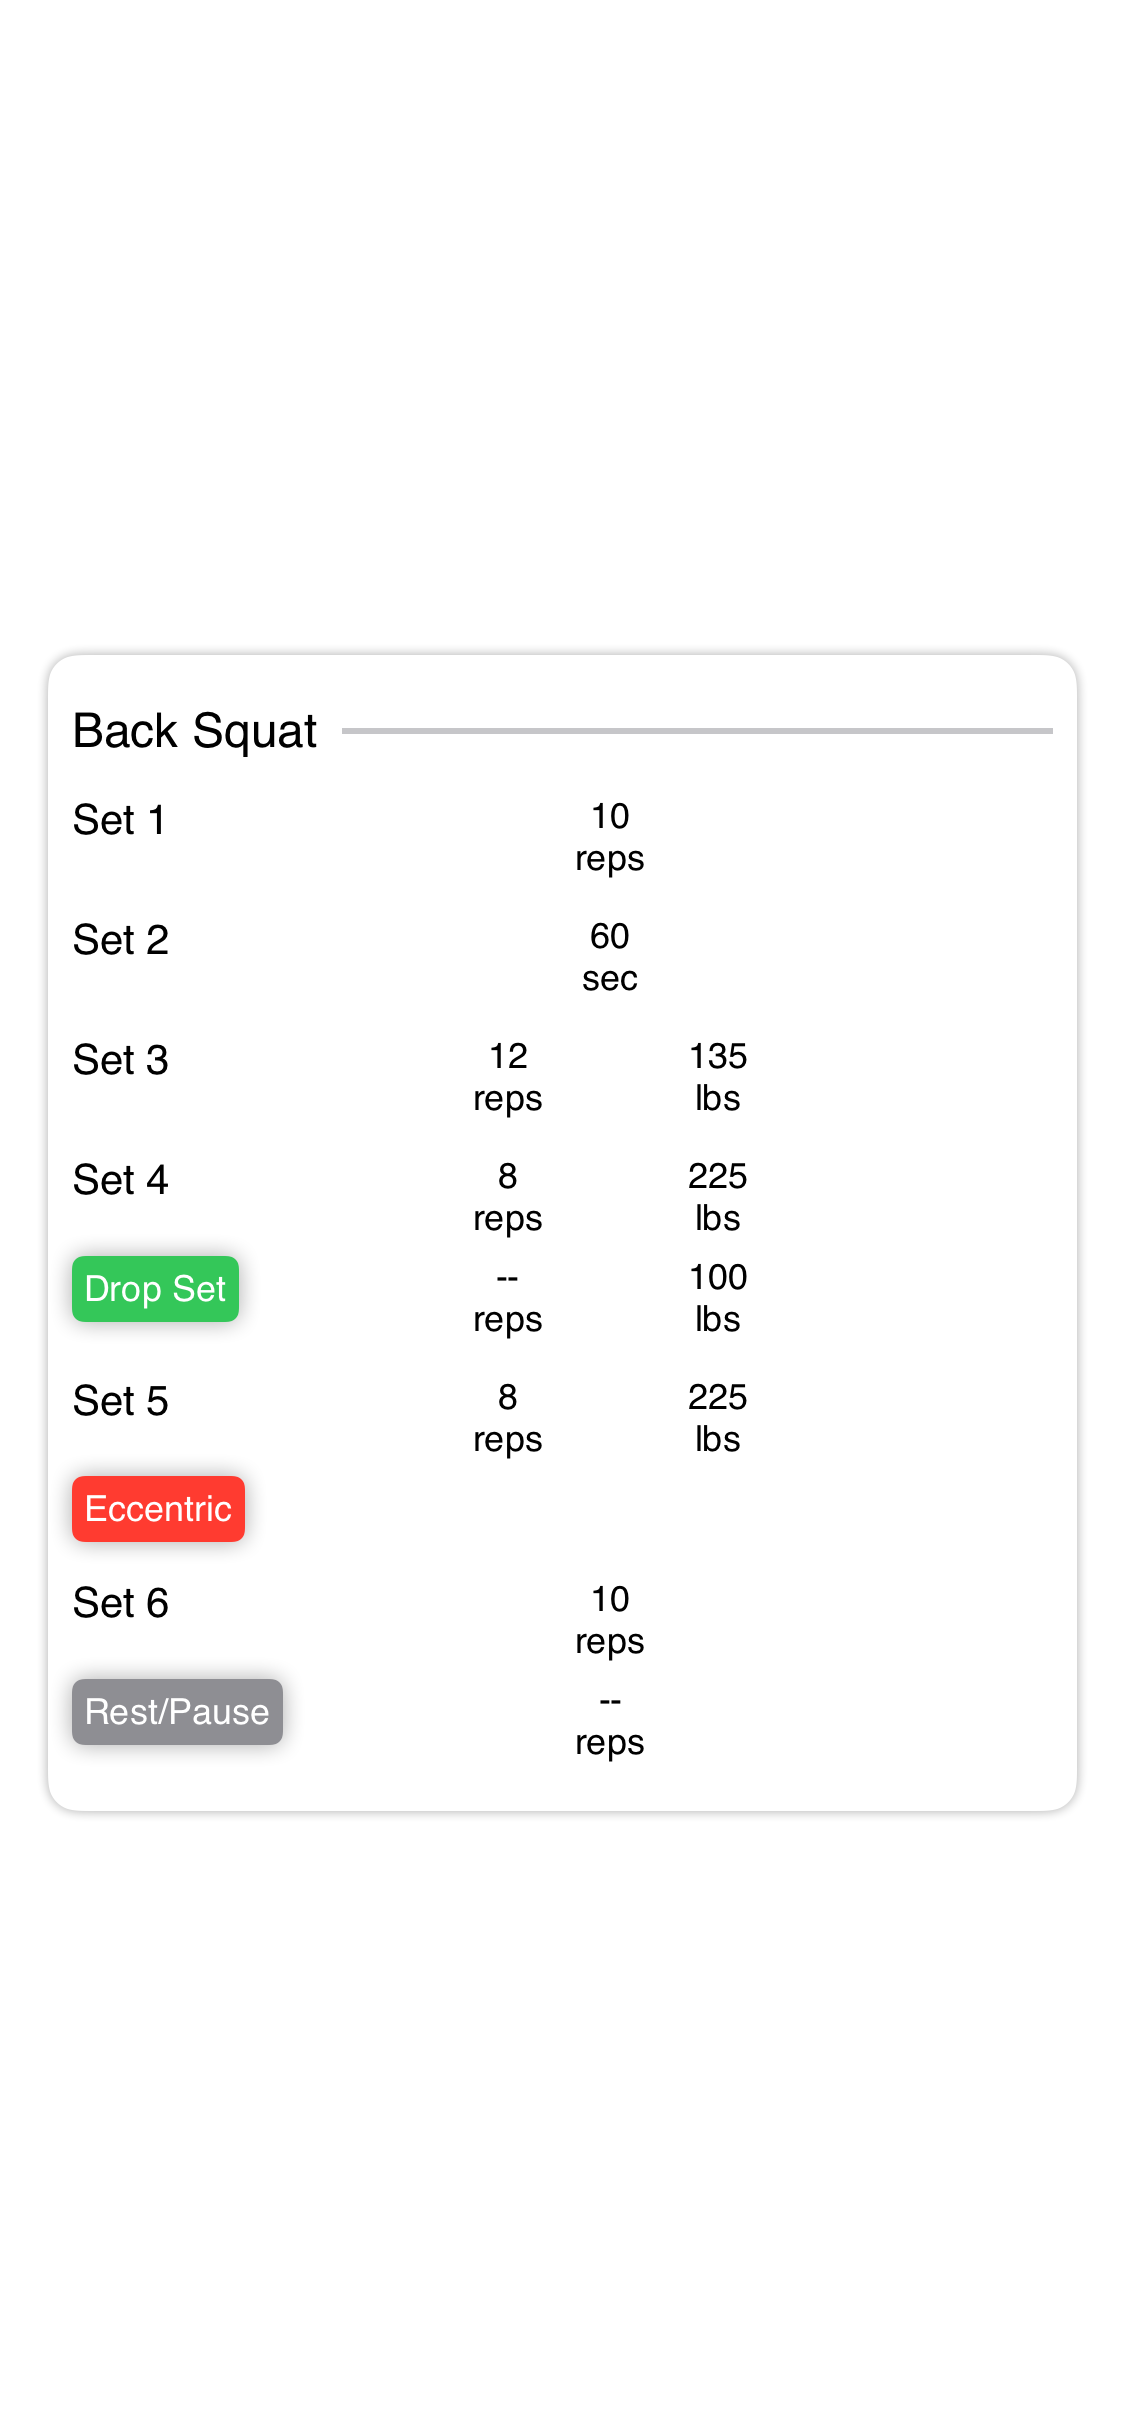 Back Squat
Set 1
10
reps
Set 2
60
sec
Set 3
12
reps
135
lbs
Set 4
8
reps
225
lbs
Drop Set
--
reps
100
lbs
Set 5
8
reps
225
lbs
Eccentric
Set 6
10
reps
Rest/Pause
--
reps